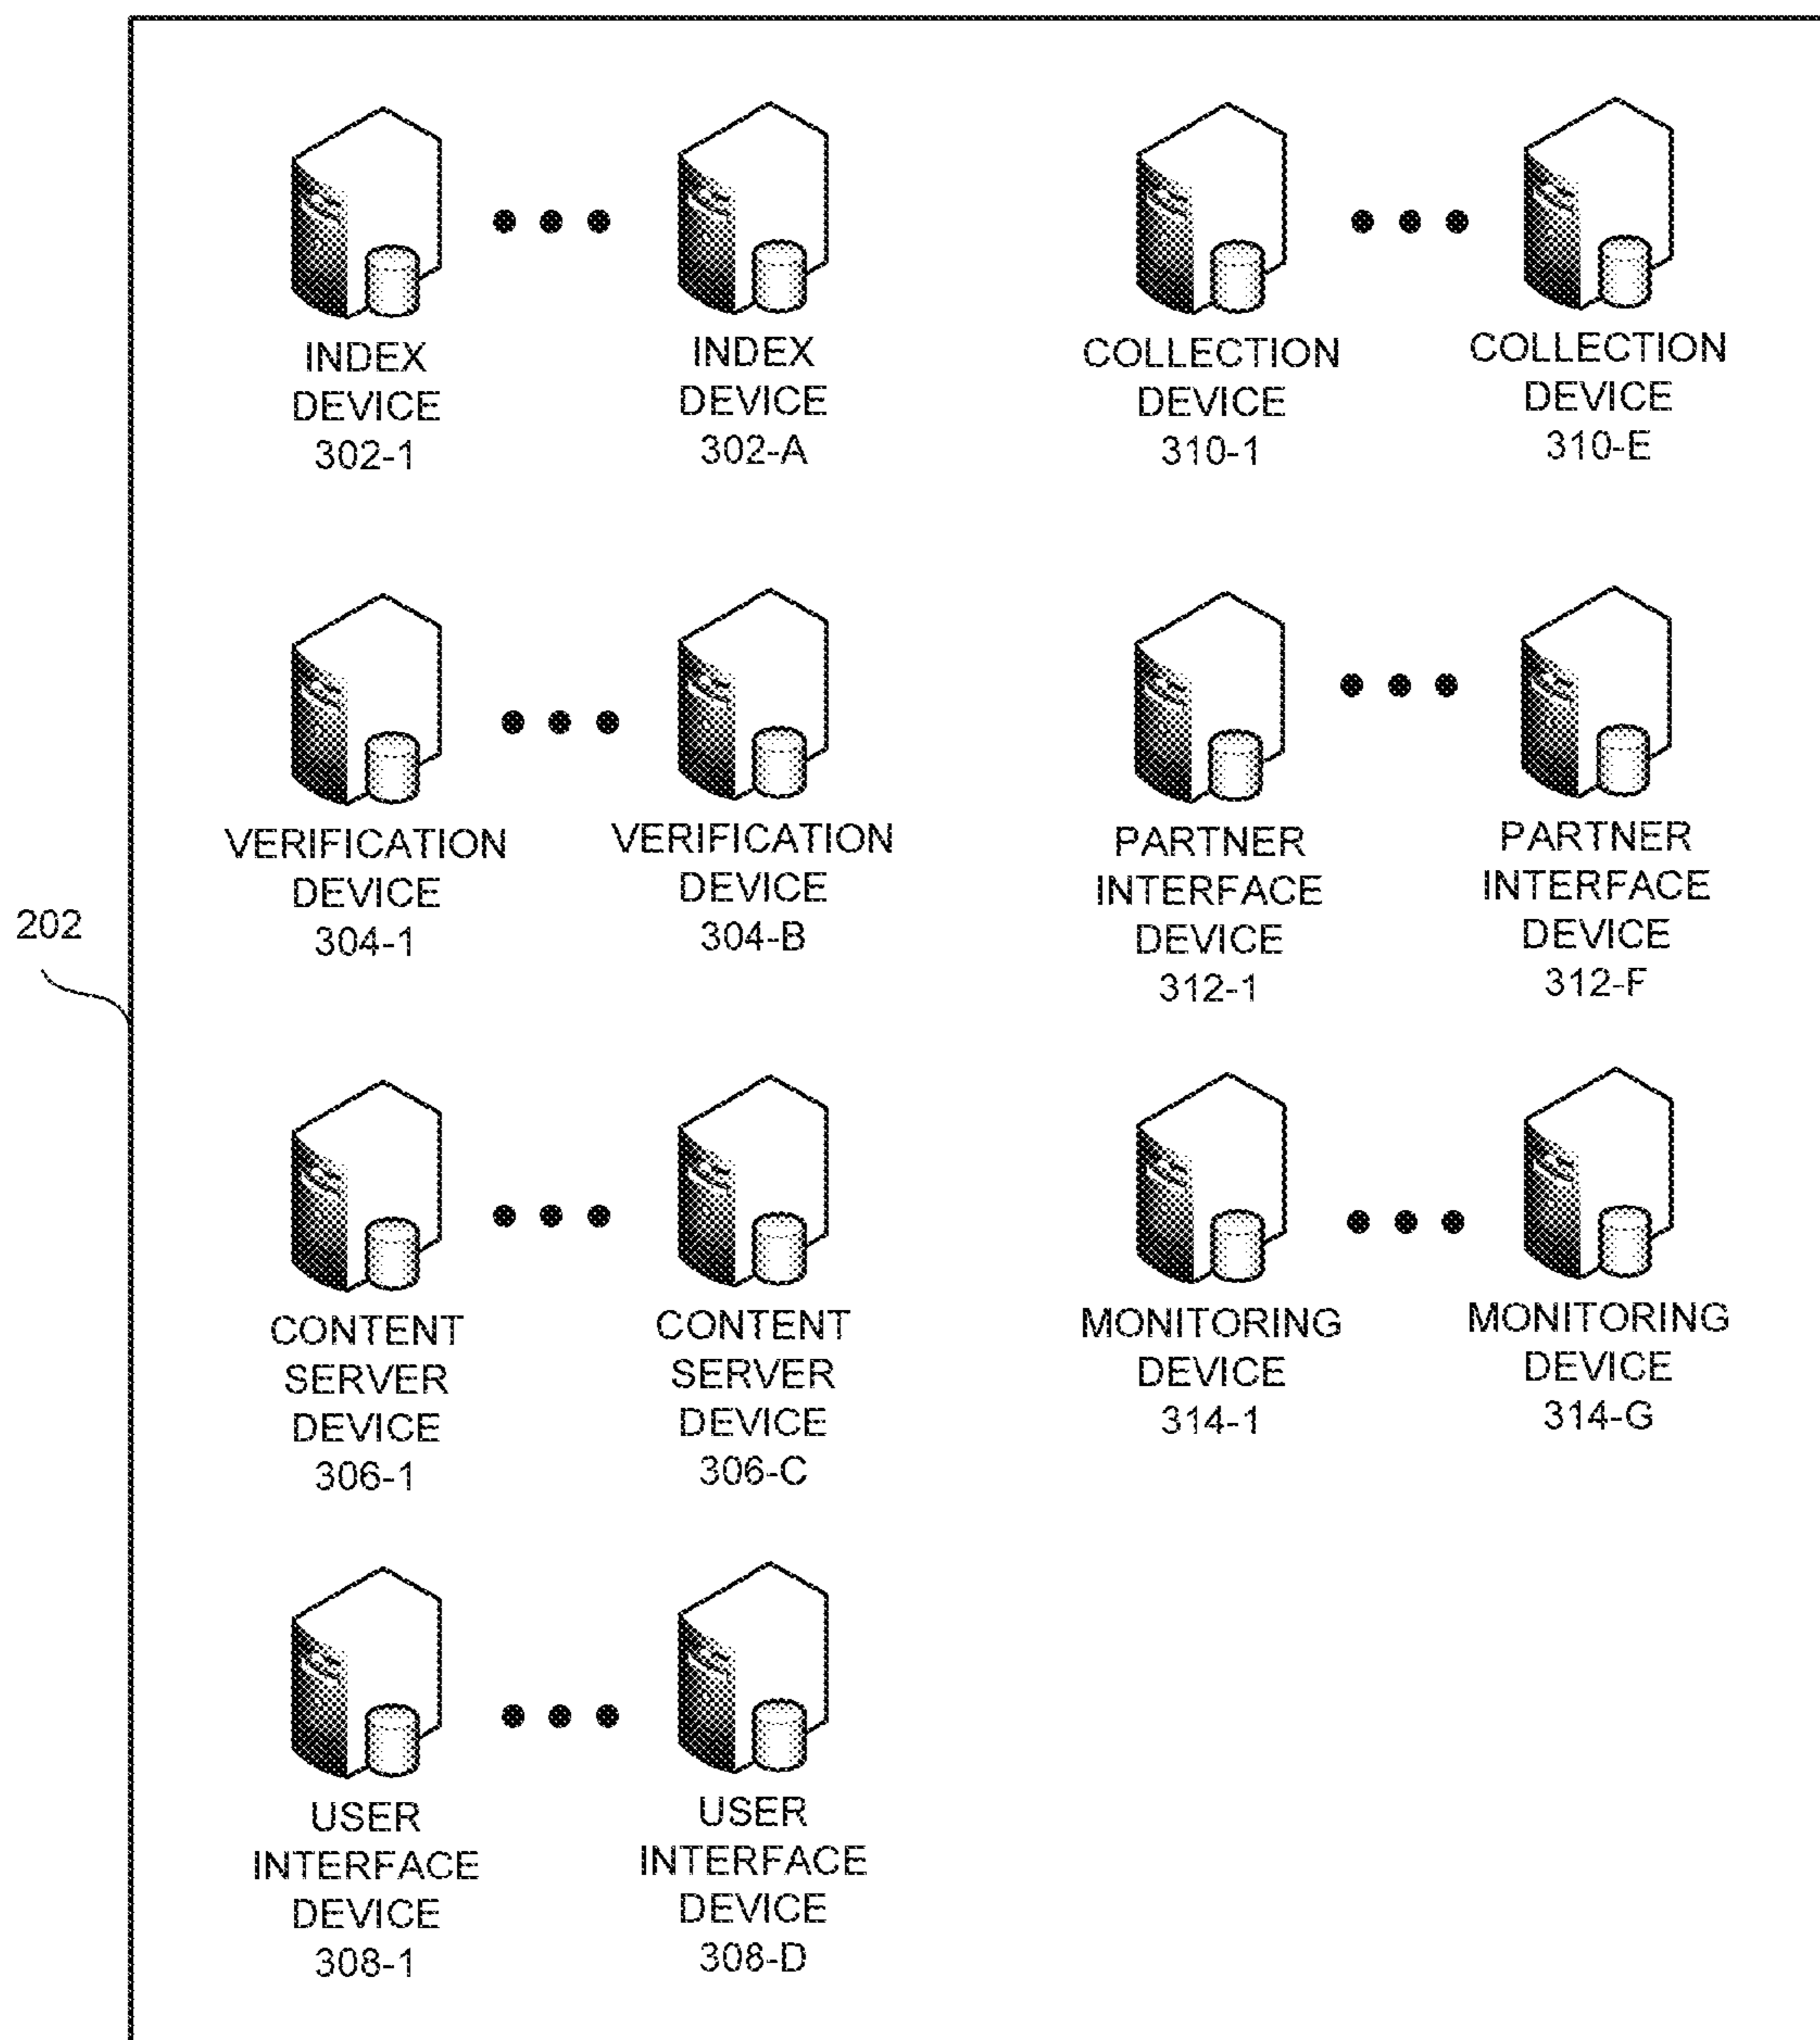 INDEX
DEVICE
302-1
INDEX
DEVICE
302-A
COLLECTION
DEVICE
310-1
COLLECTION
DEVICE
310-E
VERIFICATION
DEVICE
304-1
VERIFICATION
DEVICE
304-B
PARTNER
INTERFACE
DEVICE
312-1
PARTNER
INTERFACE
DEVICE
312-F
202
CONTENT
SERVER
DEVICE
306-1
CONTENT
SERVER
DEVICE
306-C
MONITORING
DEVICE
314-1
MONITORING
DEVICE
314-G
USER
INTERFACE
DEVICE
308-1
USER
INTERFACE
DEVICE
308-D